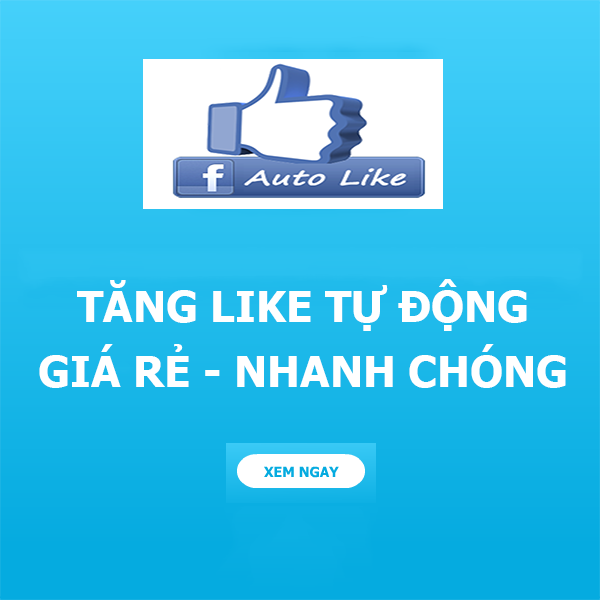 f Auto Like
TĂNG LIKE TỰ ĐỘNG
GIÁ RẺ - NHANH CHÓNG
XEM NGAY